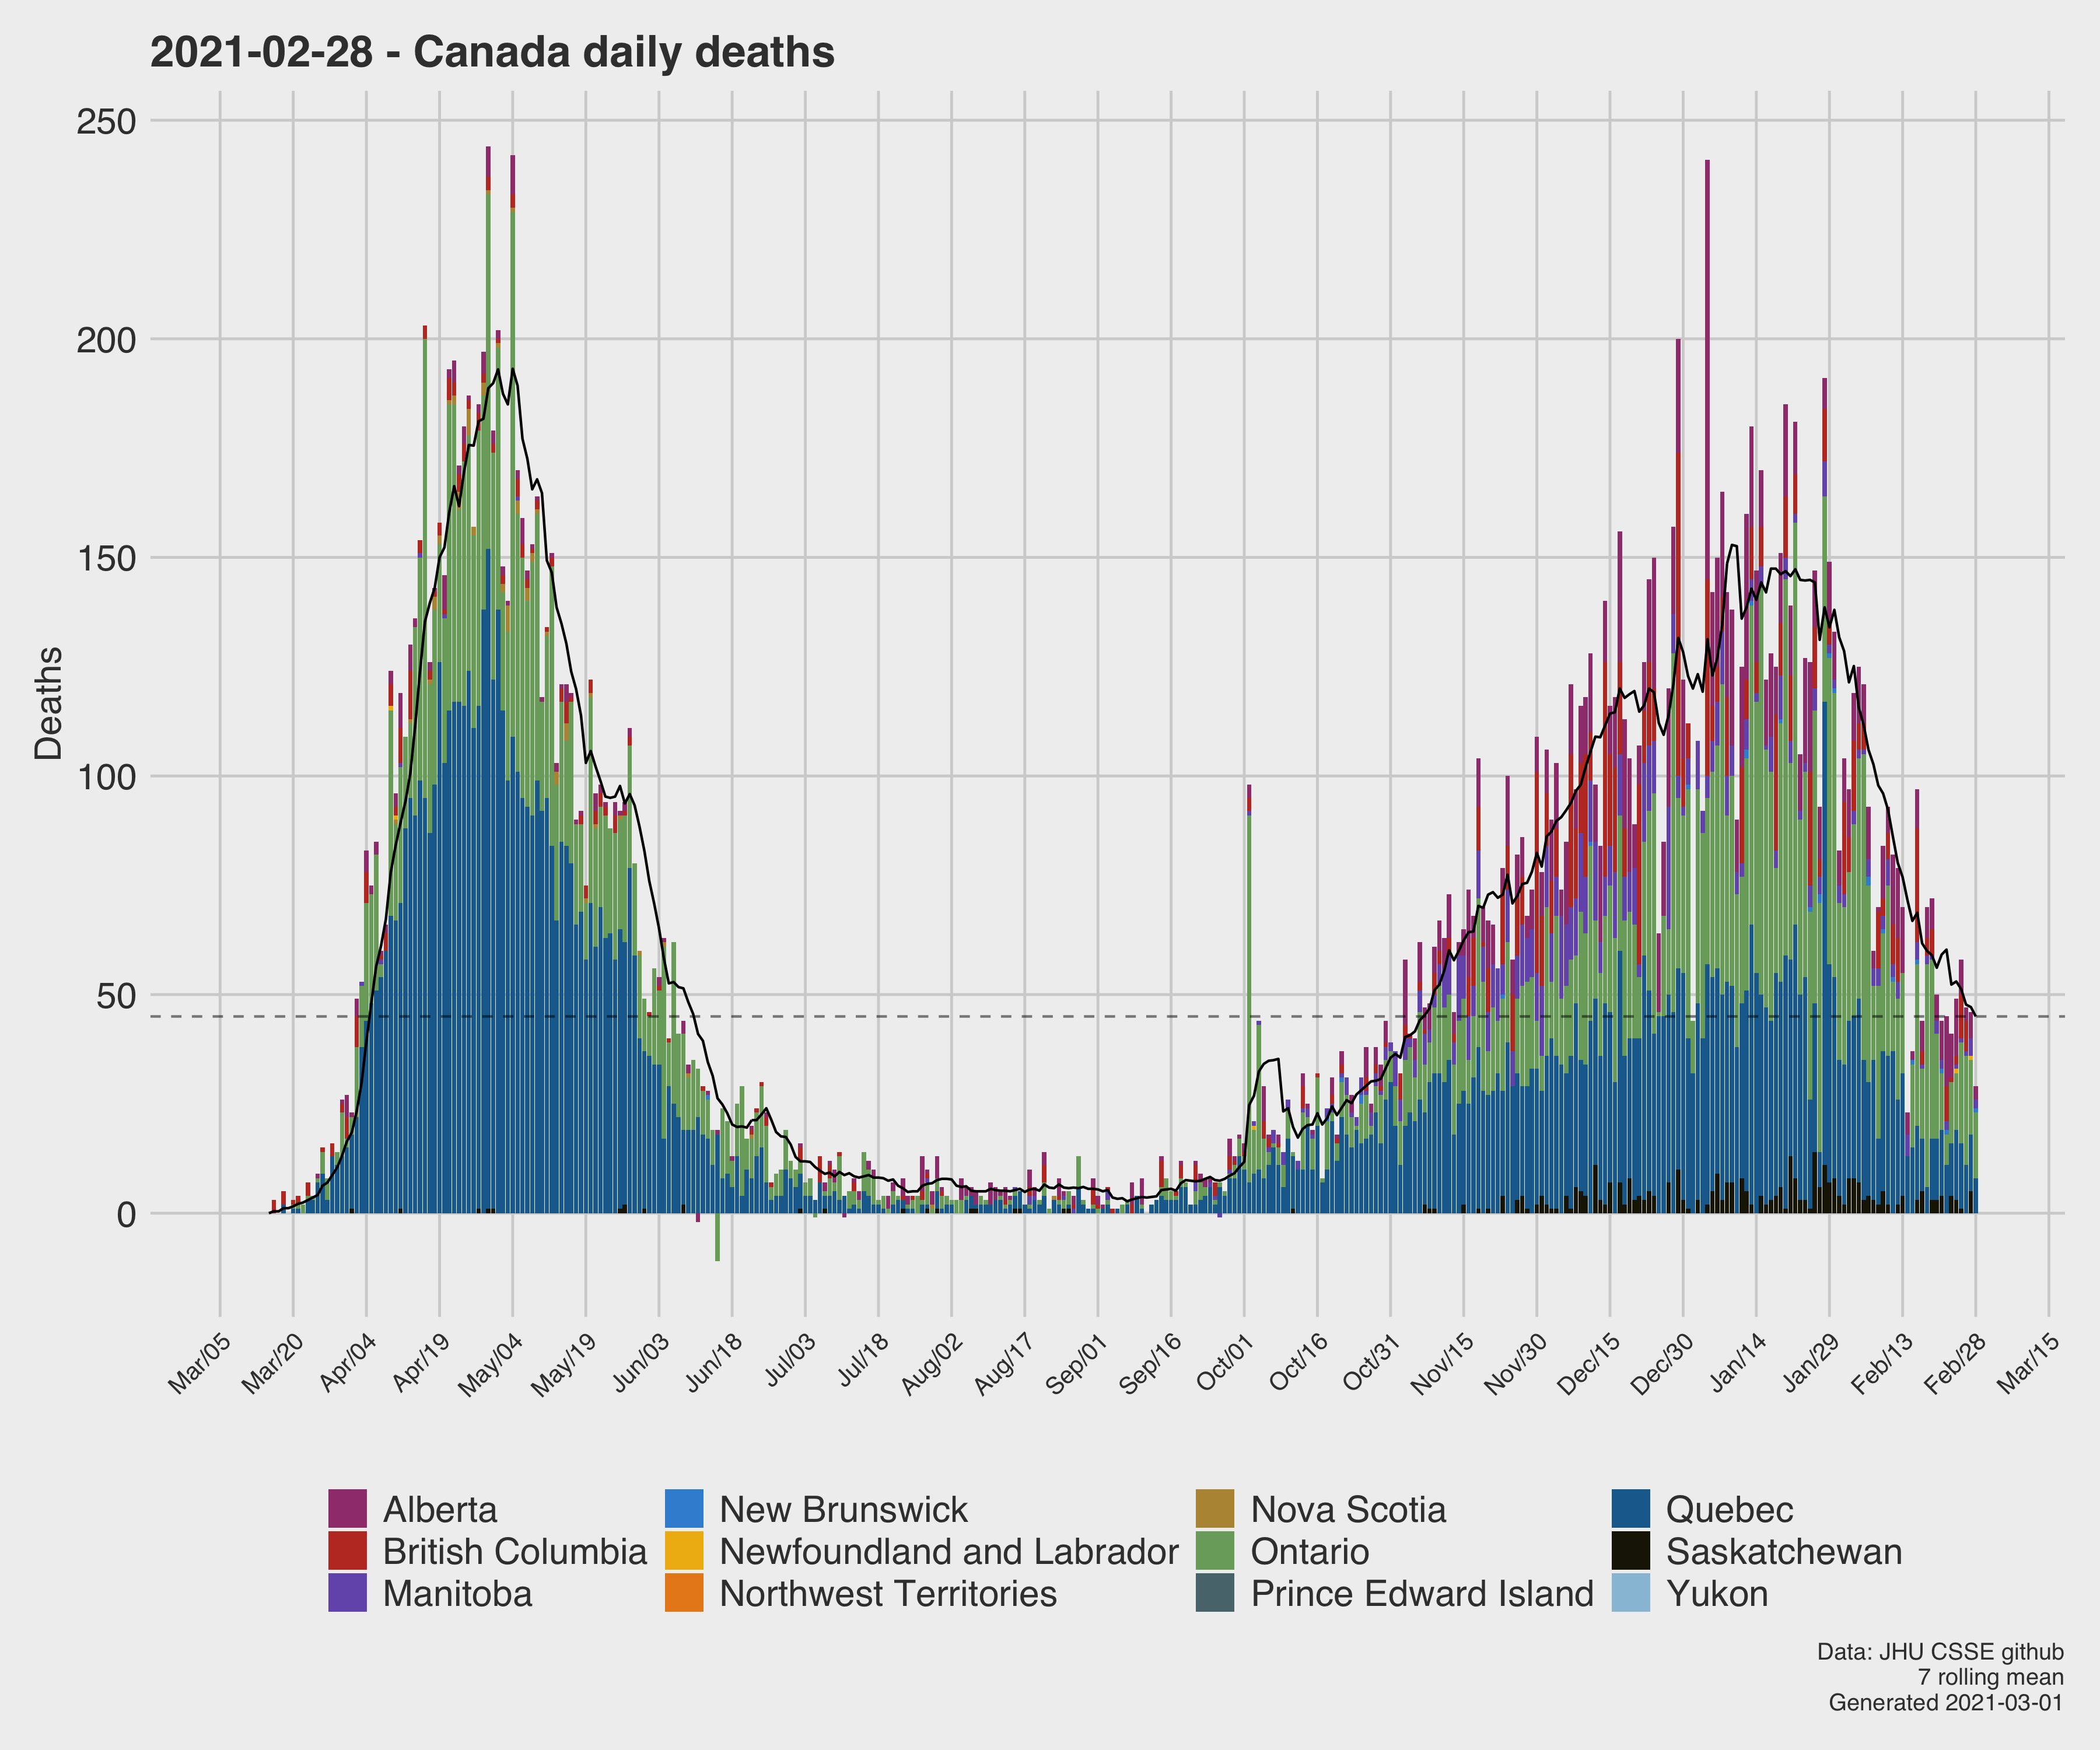 2021-02-28 - Canada daily deaths
Deaths
250
200
150
100
50
0
Mar/05
Mar/20
Apr/04
Apr/19
May/04
May/19
Jun/03
Jun/18
Jul/03
Jul/18
Aug/02
Aug/17
Sep/01
Sep/16
Oct/01
Oct/16
Oct/31
Nov/15
Nov/30
Dec/15
Dec/30
Jan/14
Jan/29
Feb/13
Feb/28
Mar/15
Alberta
New Brunswick
Nova Scotia
Quebec
British Columbia
Newfoundland and Labrador
Ontario
Saskatchewan
Manitoba
Northwest Territories
Prince Edward Island
Yukon
Data: JHU CSSE github
7 rolling mean
Generated 2021-03-01